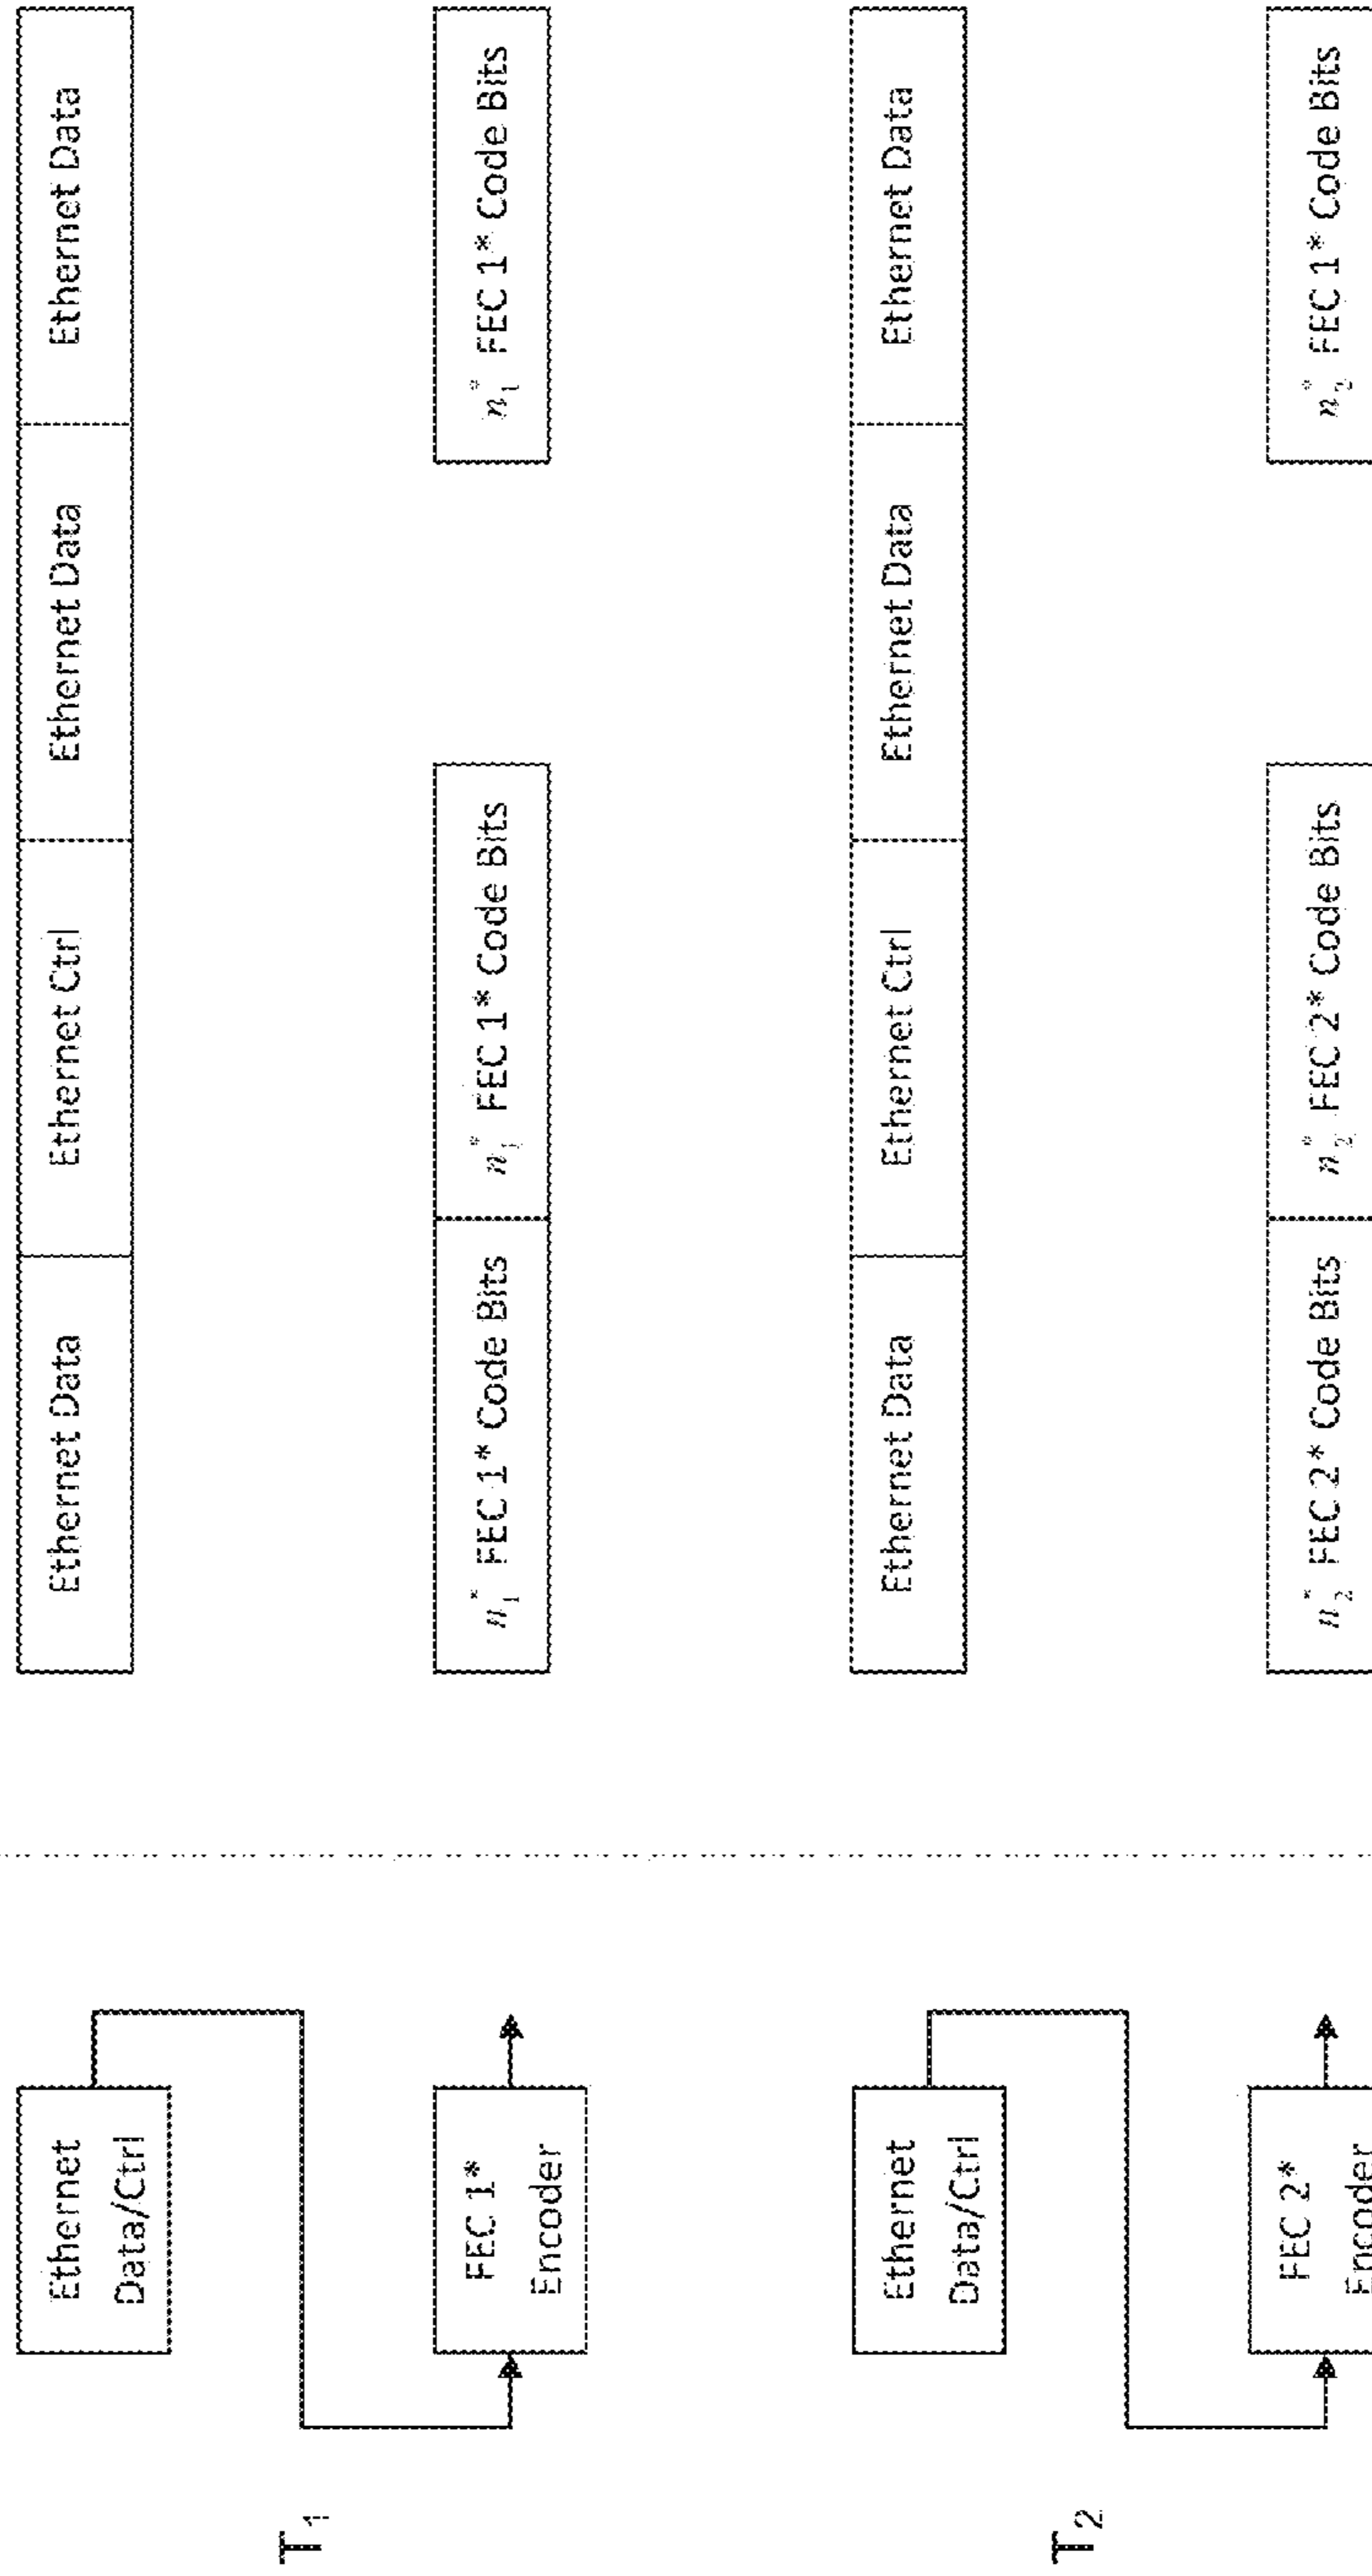 Ethernet
Data/Ctrl
Ethernet Data
Ethernet Ctrl
Ethernet Data
Ethernet Data
T₁
FEC 1*
Encoder
n₁* FEC 1* Code Bits
n₁* FEC 1* Code Bits
n₁* FEC 1* Code Bits
Ethernet
Data/Ctrl
Ethernet Data
Ethernet Ctrl
Ethernet Data
Ethernet Data
T₂
FEC 2*
Encoder
n₂* FEC 2* Code Bits
n₂* FEC 2* Code Bits
n₂* FEC 1* Code Bits